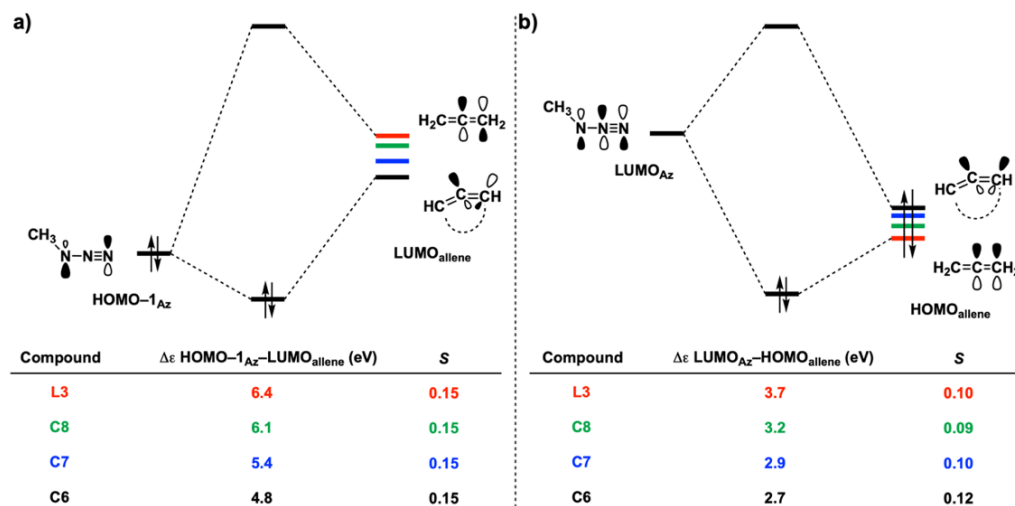 a)
H₂C=C=CH₂
HC=C=CH
LUMOallene
CH₃
N–N≡N
HOMO–1Az
Compound Δε HOMO–1Az–LUMOallene (eV) S
L3 6.4 0.15
C8 6.1 0.15
C7 5.4 0.15
C6 4.8 0.15
b)
CH₃
N–N≡N
LUMOAz
HC=C=CH
H₂C=C=CH₂
HOMOallene
Compound Δε LUMOAz–HOMOallene (eV) S
L3 3.7 0.10
C8 3.2 0.09
C7 2.9 0.10
C6 2.7 0.12